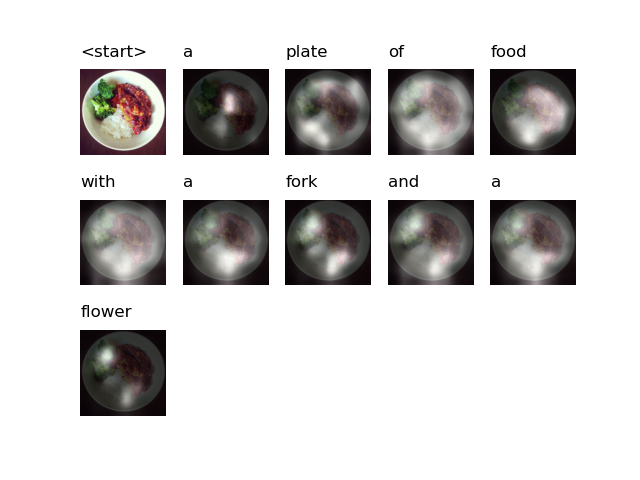 <start> a plate of food
with a fork and a
flower